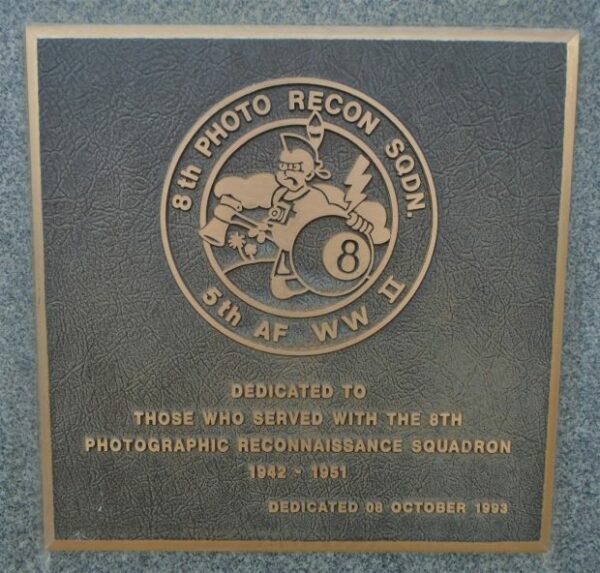 8th PHOTO RECON SQDN.
8
5th AF WW II
DEDICATED TO
THOSE WHO SERVED WITH THE 8TH
PHOTOGRAPHIC RECONNAISSANCE SQUADRON
1942 - 1951
DEDICATED 08 OCTOBER 1993